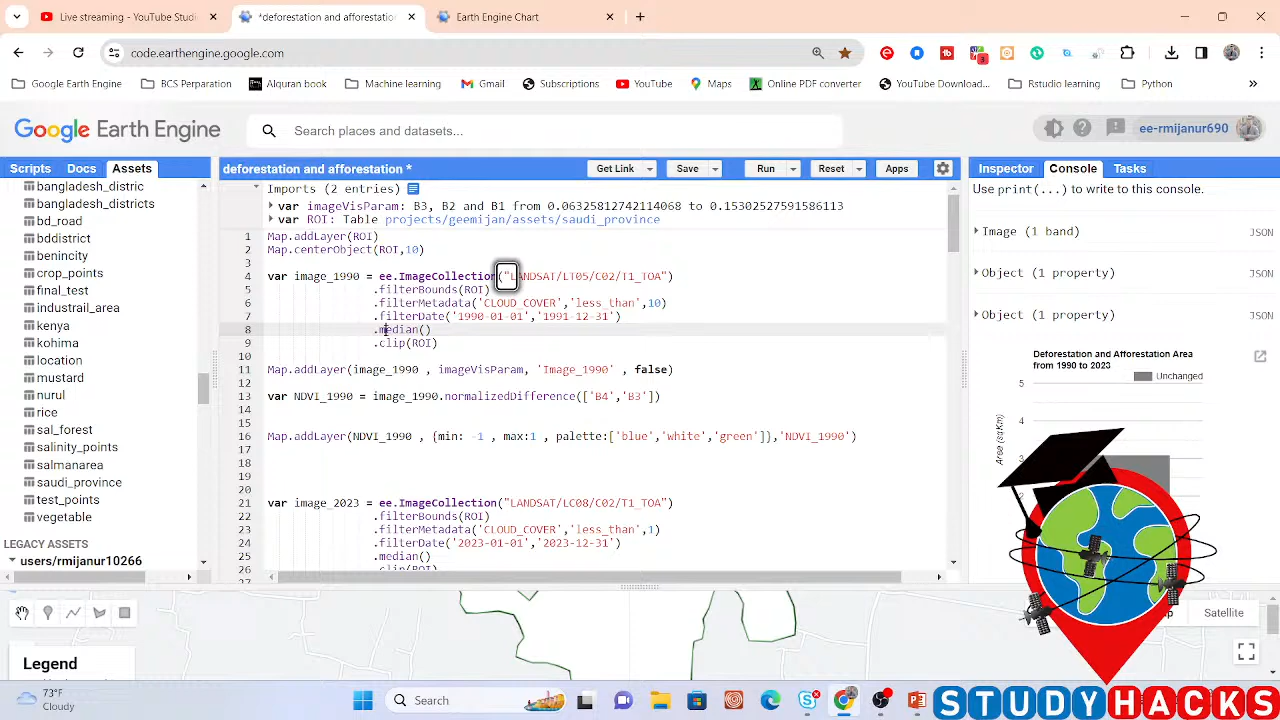 Live streaming - YouTube Studi
*deforestation and afforestatio
Earth Engine Chart
code.earthengine.google.com
3
Google Earth Engine
BCS Preparation
Alquran book
Machine learning
Gmail
Subscriptions
YouTube
Maps
Online PDF converter
YouTube Download...
Rstudio learning
Python
Google Earth Engine
Search places and datasets...
ee-rmijanur690
Scripts
Docs
Assets
deforestation and afforestation *
Get Link
Save
Run
Reset
Apps
Inspector
Console
Tasks
bangladesh_distric
bangladesh_districts
bd_road
bddistrict
benincity
crop_points
final_test
industrail_area
kenya
kohima
location
mustard
nurul
rice
sal_forest
salinity_points
salmanarea
saudi_province
test_points
vegetable
LEGACY ASSETS
users/rmijanur10266
Imports (2 entries)
var imageVisParam: B3, B2 and B1 from 0.06325812742114068 to 0.15302527591586113
var ROI: Table projects/geemijan/assets/saudi_province
1 Map.addLayer(ROI)
2 Map.centerObject(ROI,10)
3
4 var image_1990 = ee.ImageCollection("LANDSAT/LT05/C02/T1_TOA")
5 .filterBounds(ROI)
6 .filterMetadata('CLOUD_COVER','less_than',10)
7 .filterDate('1990-01-01','1991-12-31')
8 .median()
9 .clip(ROI)
10
11 Map.addLayer(image_1990 , imageVisParam, 'Image_1990' , false)
12
13 var NDVI_1990 = image_1990.normalizedDifference(['B4','B3'])
14
15
16 Map.addLayer(NDVI_1990 , {min: -1 , max:1 , palette:['blue','white','green']},'NDVI_1990')
17
18
19
20
21 var image_2023 = ee.ImageCollection("LANDSAT/LC08/C02/T1_TOA")
22 .filterBounds(ROI)
23 .filterMetadata('CLOUD_COVER','less_than',1)
24 .filterDate('2023-01-01','2023-12-31')
25 .median()
26 .clip(ROI)
Use print(...) to write to this console.
Image (1 band)
JSON
Object (1 property)
JSON
Object (1 property)
JSON
Deforestation and Afforestation Area
from 1990 to 2023
Unchanged
5
4
3
Area (sq Km)
Satellite
Legend
73°F
Cloudy
Search
STUDYHACKS